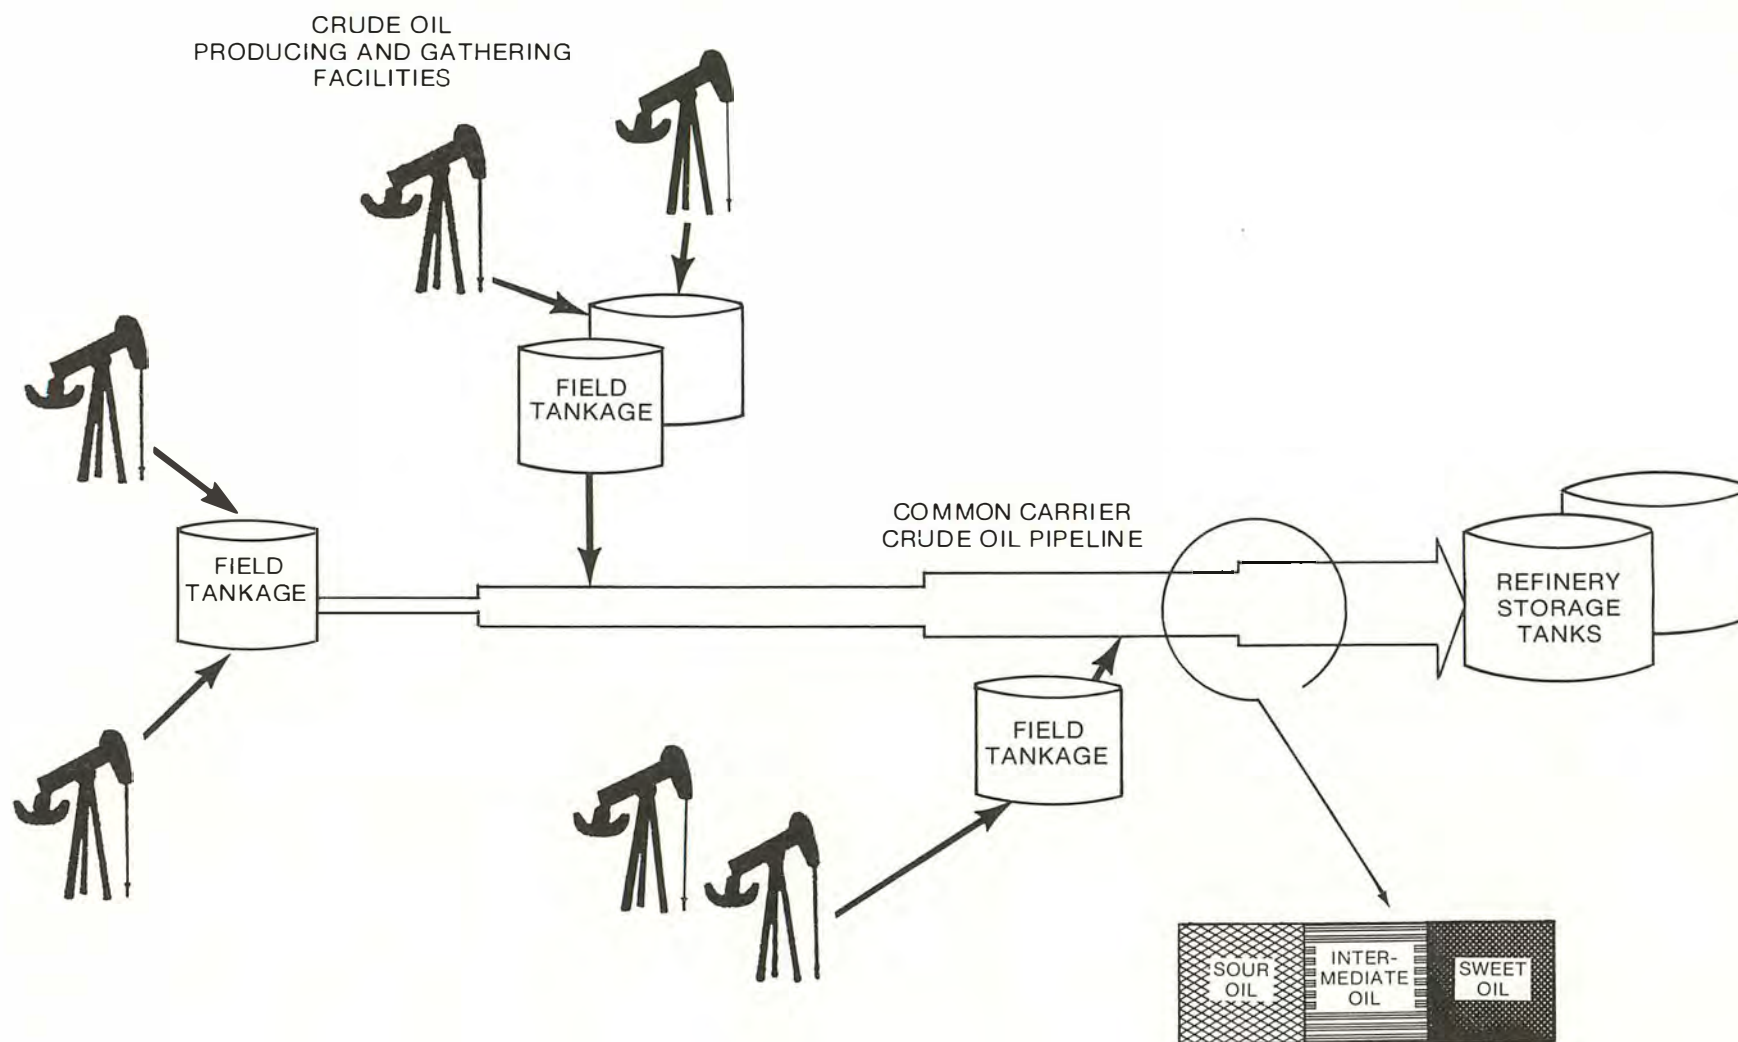 CRUDE OIL
PRODUCING AND GATHERING
FACILITIES
FIELD
TANKAGE
FIELD
TANKAGE
COMMON CARRIER
CRUDE OIL PIPELINE
REFINERY
STORAGE
TANKS
FIELD
TANKAGE
SOUR
OIL
INTER-
MEDIATE
OIL
SWEET
OIL